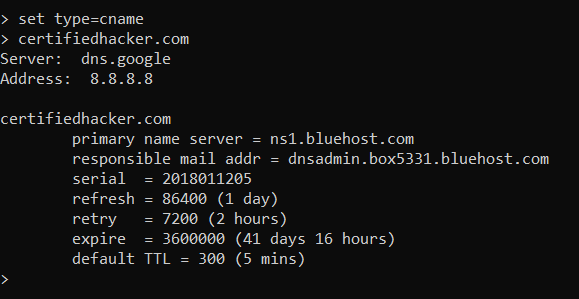 > set type=cname
> certifiedhacker.com
Server:  dns.google
Address:  8.8.8.8

certifiedhacker.com
        primary name server = ns1.bluehost.com
        responsible mail addr = dnsadmin.box5331.bluehost.com
        serial  = 2018011205
        refresh = 86400 (1 day)
        retry   = 7200 (2 hours)
        expire  = 3600000 (41 days 16 hours)
        default TTL = 300 (5 mins)
>